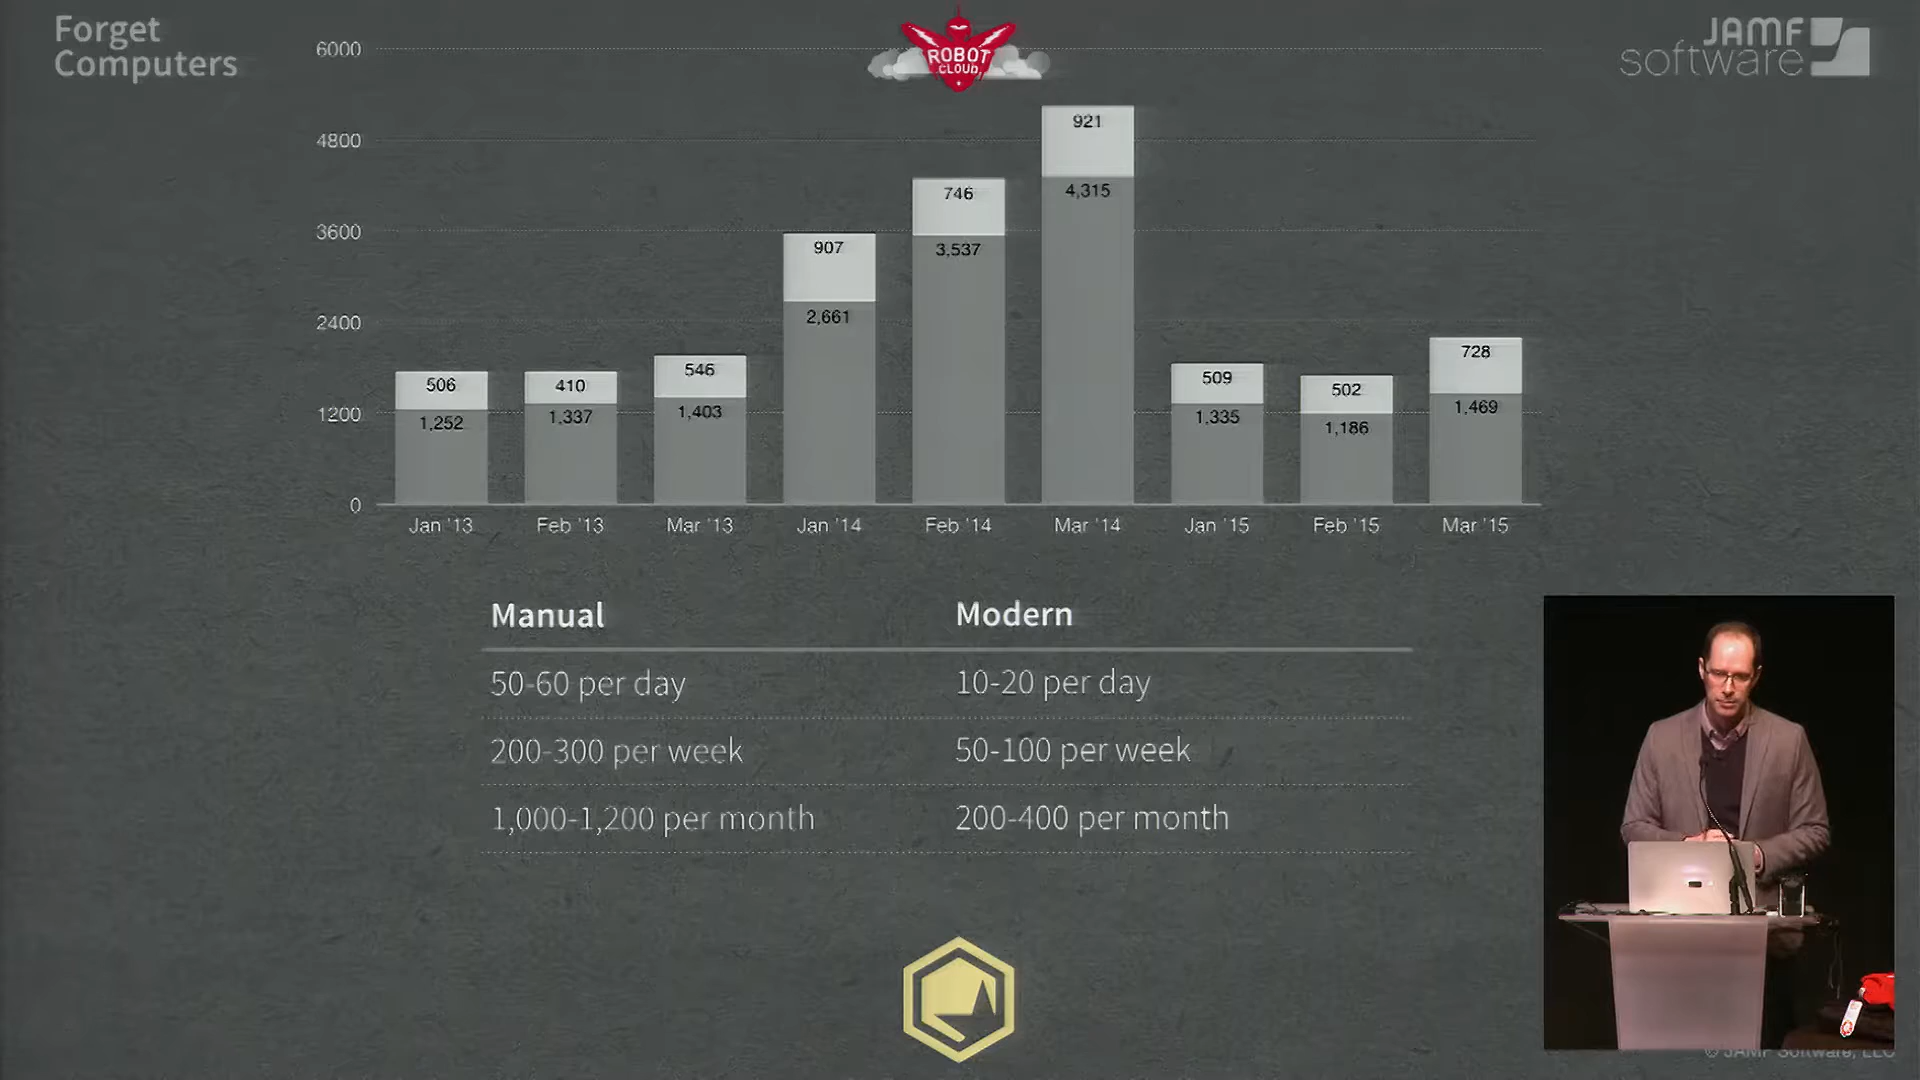 Forget
Computers
ROBOT
CLOUD
JAMF
software
6000
4800
3600
2400
1200
0
506
1,252
410
1,337
546
1,403
907
2,661
746
3,537
921
4,315
509
1,335
502
1,186
728
1,469
Jan '13 Feb '13 Mar '13 Jan '14 Feb '14 Mar '14 Jan '15 Feb '15 Mar '15
Manual Modern
50-60 per day 10-20 per day
200-300 per week 50-100 per week
1,000-1,200 per month 200-400 per month
© JAMF Software, LLC